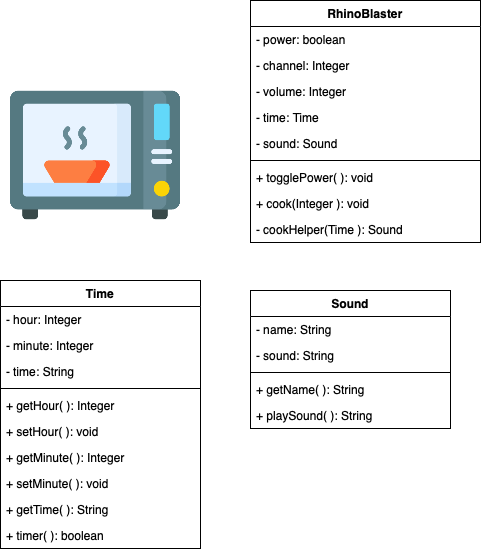 RhinoBlaster
- power: boolean
- channel: Integer
- volume: Integer
- time: Time
- sound: Sound
+ togglePower( ): void
+ cook(Integer ): void
- cookHelper(Time ): Sound
Time
- hour: Integer
- minute: Integer
- time: String
+ getHour( ): Integer
+ setHour( ): void
+ getMinute( ): Integer
+ setMinute( ): void
+ getTime( ): String
+ timer( ): boolean
Sound
- name: String
- sound: String
+ getName( ): String
+ playSound( ): String